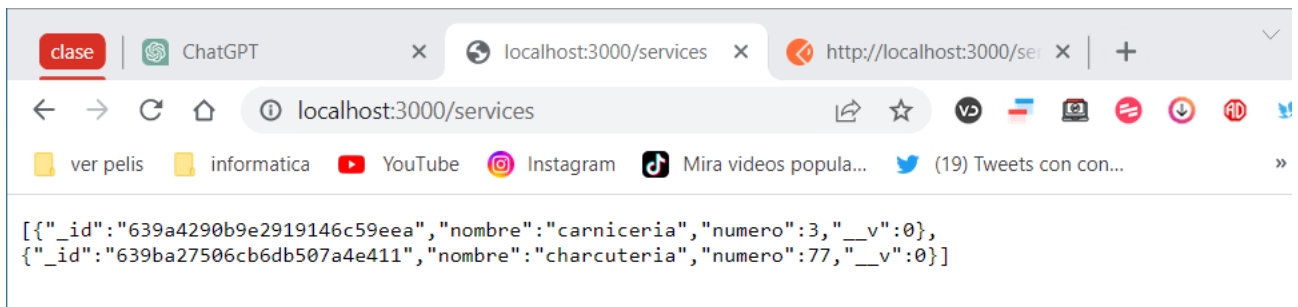 clase ChatGPT localhost:3000/services http://localhost:3000/ser
localhost:3000/services
ver pelis informatica YouTube Instagram Mira videos popula... (19) Tweets con con... »
[{"_id":"639a4290b9e2919146c59eea","nombre":"carniceria","numero":3,"__v":0},
{"_id":"639ba27506cb6db507a4e411","nombre":"charcuteria","numero":77,"__v":0}]